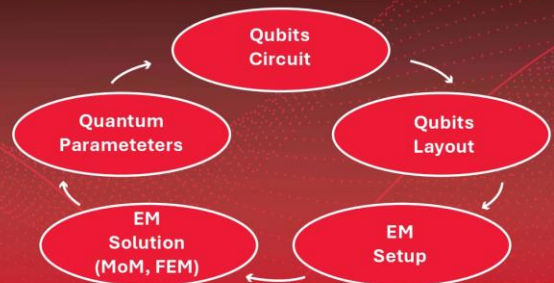 Qubits
Circuit
Quantum
Parameteters
Qubits
Layout
EM
Solution
(MoM, FEM)
EM
Setup